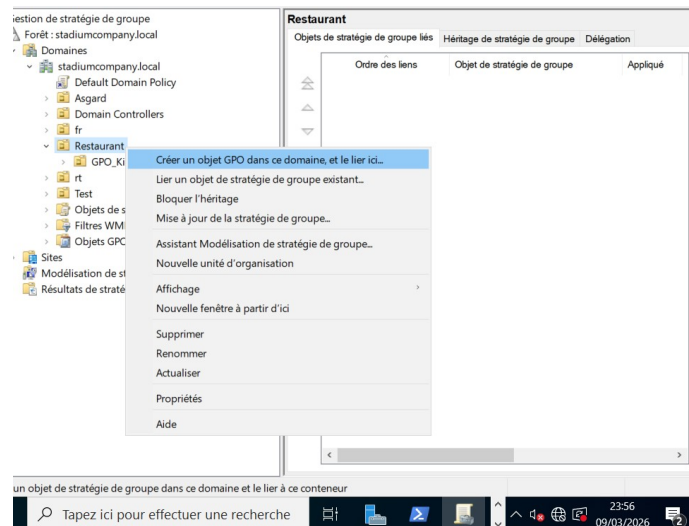 Gestion de stratégie de groupe
Forêt : stadiumcompany.local
Domaines
stadiumcompany.local
Default Domain Policy
Asgard
Domain Controllers
fr
Restaurant
GPO_Ki
rt
Test
Objets de s
Filtres WMI
Objets GPC
Sites
Modélisation de st
Résultats de straté
Restaurant
Objets de stratégie de groupe liés
Héritage de stratégie de groupe
Délégation
Ordre des liens
Objet de stratégie de groupe
Appliqué
Créer un objet GPO dans ce domaine, et le lier ici...
Lier un objet de stratégie de groupe existant...
Bloquer l'héritage
Mise à jour de la stratégie de groupe...
Assistant Modélisation de stratégie de groupe...
Nouvelle unité d'organisation
Affichage
Nouvelle fenêtre à partir d'ici
Supprimer
Renommer
Actualiser
Propriétés
Aide
un objet de stratégie de groupe dans ce domaine et le lier à ce conteneur
Tapez ici pour effectuer une recherche
23:56
09/03/2026
2